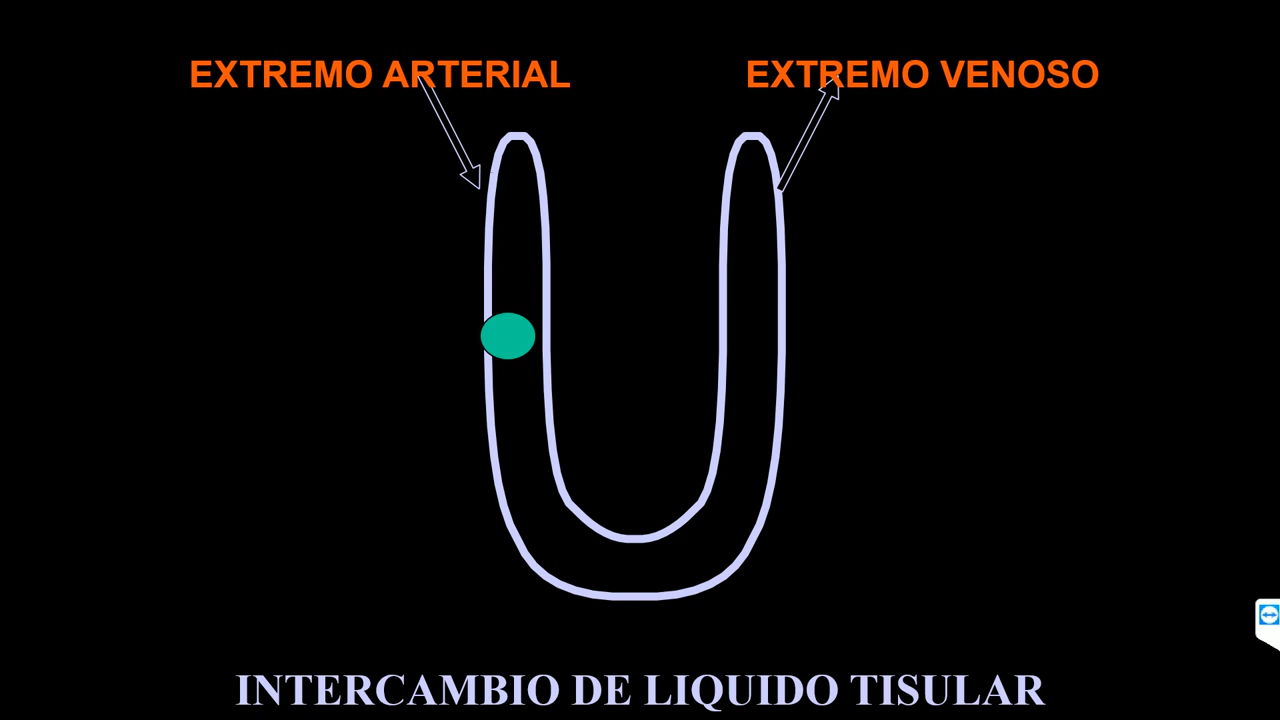 EXTREMO ARTERIAL
EXTREMO VENOSO
INTERCAMBIO DE LIQUIDO TISULAR